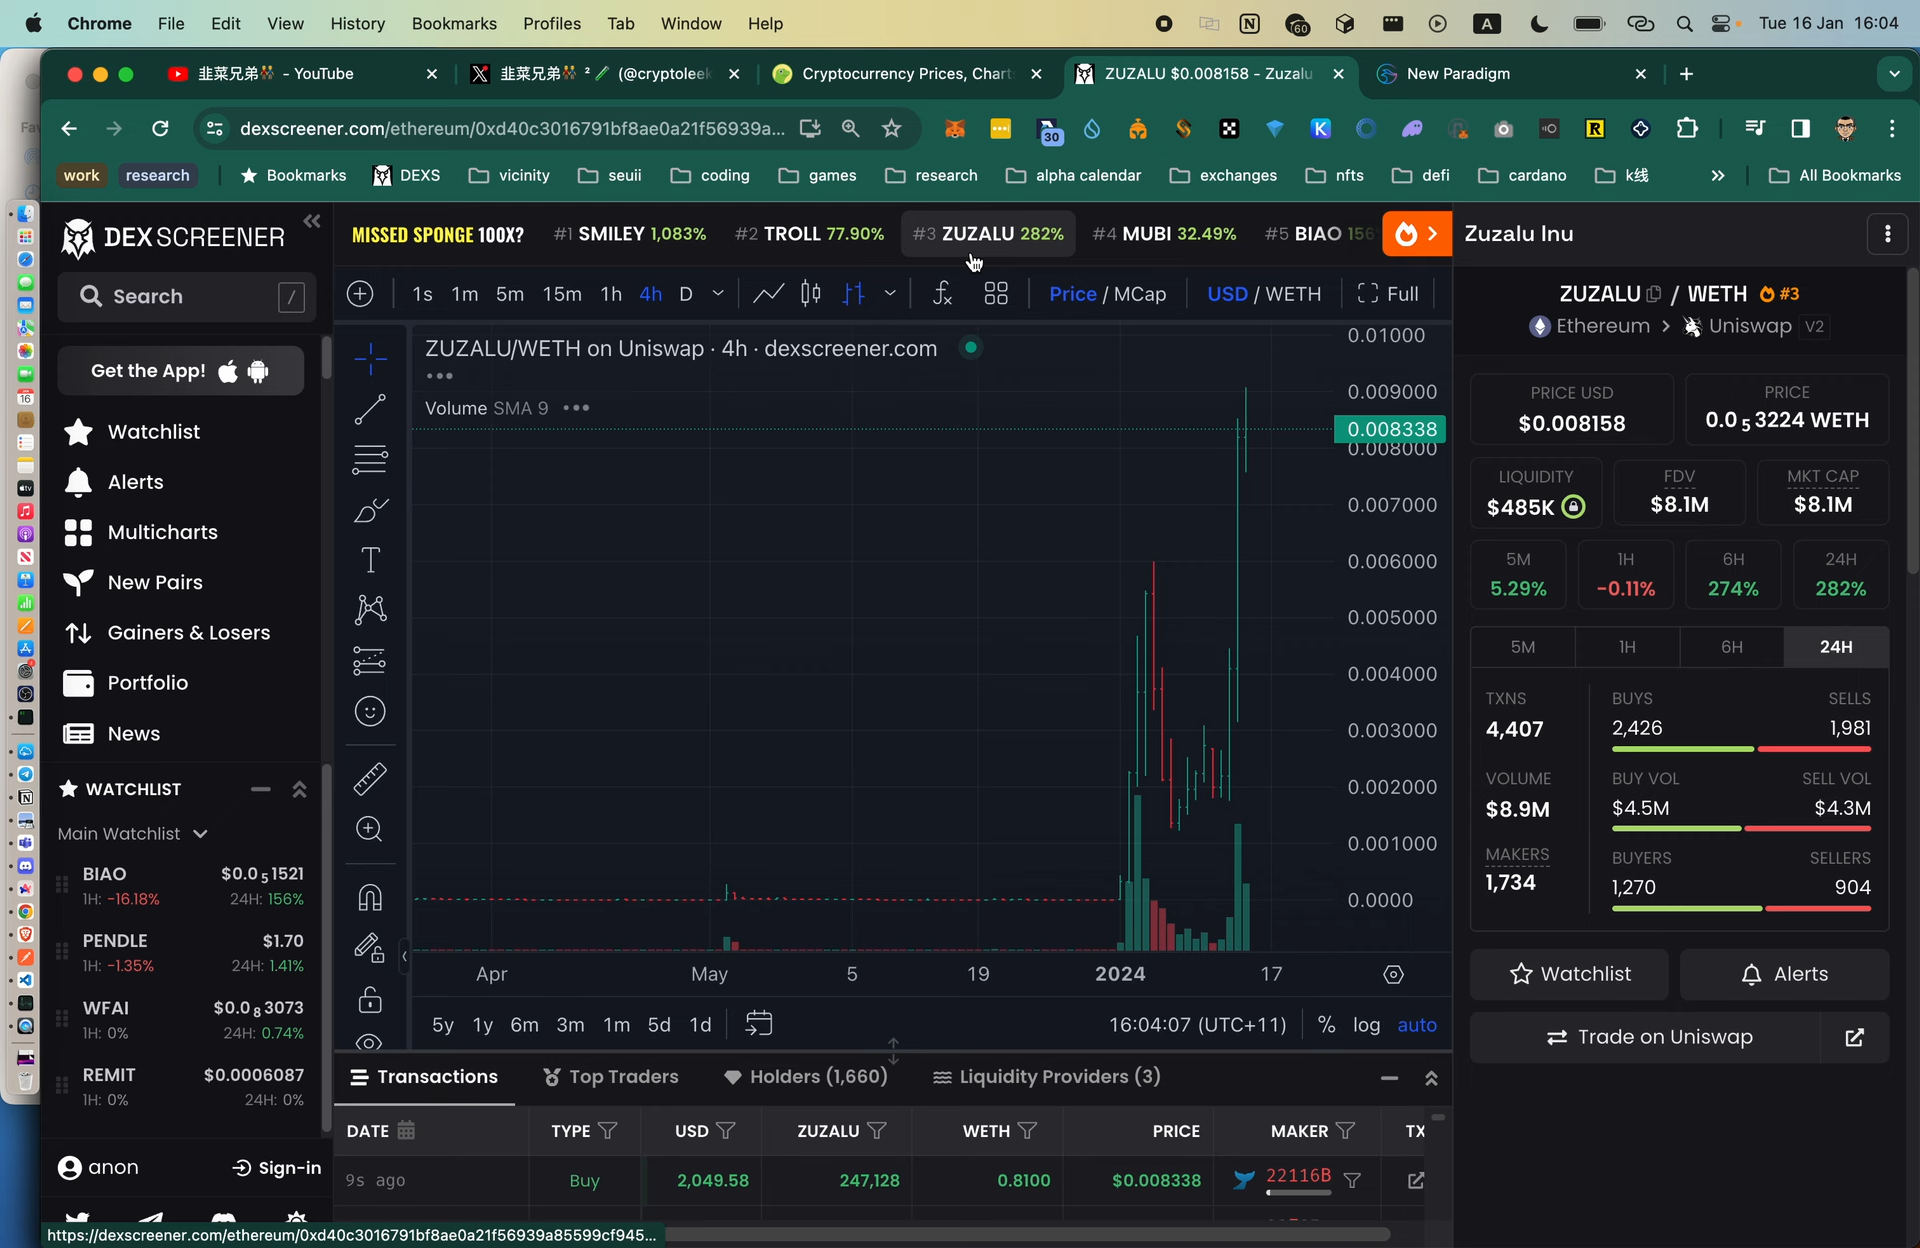 Chrome File Edit View History Bookmarks Profiles Tab Window Help
60 A Tue 16 Jan 16:04
韭菜兄弟 - YouTube
韭菜兄弟 ² (@cryptoleek
Cryptocurrency Prices, Chart
ZUZALU $0.008158 - Zuzalu
New Paradigm
dexscreener.com/ethereum/0xd40c3016791bf8ae0a21f56939a...
30
work research Bookmarks DEXS vicinity seuii coding games research alpha calendar exchanges nfts defi cardano k线 » All Bookmarks
DEXSCREENER
MISSED SPONGE 100X? #1 SMILEY 1,083% #2 TROLL 77.90% #3 ZUZALU 282% #4 MUBI 32.49% #5 BIAO 156
Zuzalu Inu
Search /
Get the App!
Watchlist
Alerts
Multicharts
New Pairs
Gainers & Losers
Portfolio
News
WATCHLIST
Main Watchlist
BIAO $0.0₅1521
1H: -16.18% 24H: 156%
PENDLE $1.70
1H: -1.35% 24H: 1.41%
WFAI $0.0₈3073
1H: 0% 24H: 0.74%
REMIT $0.0006087
1H: 0% 24H: 0%
anon Sign-in
1s 1m 5m 15m 1h 4h D Price / MCap USD / WETH Full
ZUZALU/WETH on Uniswap · 4h · dexscreener.com
Volume SMA 9
0.01000
0.009000
0.008338
0.008000
0.007000
0.006000
0.005000
0.004000
0.003000
0.002000
0.001000
0.0000
Apr May 5 19 2024 17
5y 1y 6m 3m 1m 5d 1d 16:04:07 (UTC+11) % log auto
Transactions Top Traders Holders (1,660) Liquidity Providers (3)
DATE TYPE USD ZUZALU WETH PRICE MAKER TX
9s ago Buy 2,049.58 247,128 0.8100 $0.008338 22116B
ZUZALU / WETH #3
Ethereum > Uniswap V2
PRICE USD
$0.008158
PRICE
0.0₅3224 WETH
LIQUIDITY
$485K
FDV
$8.1M
MKT CAP
$8.1M
5M
5.29%
1H
-0.11%
6H
274%
24H
282%
5M 1H 6H 24H
TXNS
4,407
BUYS SELLS
2,426 1,981
VOLUME
$8.9M
BUY VOL SELL VOL
$4.5M $4.3M
MAKERS
1,734
BUYERS SELLERS
1,270 904
Watchlist Alerts
Trade on Uniswap
https://dexscreener.com/ethereum/0xd40c3016791bf8ae0a21f56939a85599cf945...